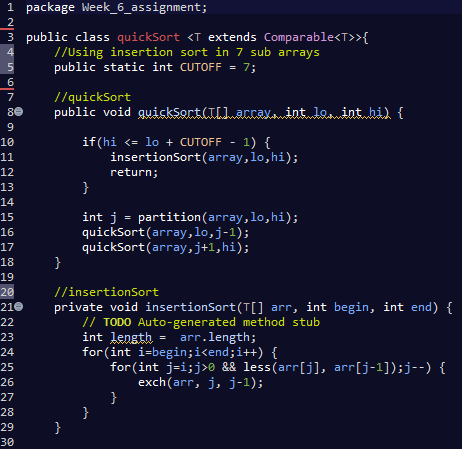 1 package Week_6_assignment;
2
3 public class quickSort <T extends Comparable<T>>{
4 //Using insertion sort in 7 sub arrays
5 public static int CUTOFF = 7;
6
7 //quickSort
8 public void quickSort(T[] array, int lo, int hi) {
9
10 if(hi <= lo + CUTOFF - 1) {
11 insertionSort(array,lo,hi);
12 return;
13 }
14
15 int j = partition(array,lo,hi);
16 quickSort(array,lo,j-1);
17 quickSort(array,j+1,hi);
18 }
19
20 //insertionSort
21 private void insertionSort(T[] arr, int begin, int end) {
22 // TODO Auto-generated method stub
23 int length = arr.length;
24 for(int i=begin;i<end;i++) {
25 for(int j=i;j>0 && less(arr[j], arr[j-1]);j--) {
26 exch(arr, j, j-1);
27 }
28 }
29 }
30